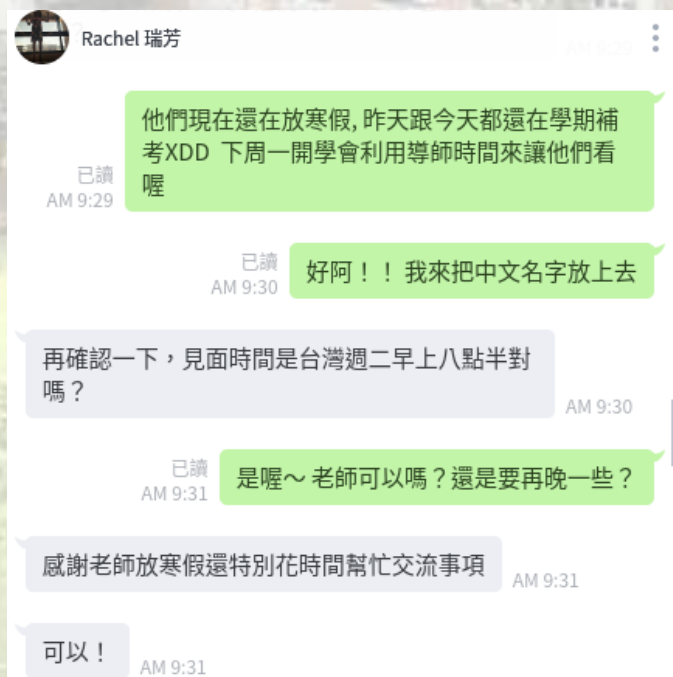 Rachel 瑞芳
AM 9:29
他們現在還在放寒假, 昨天跟今天都還在學期補
考XDD 下周一開學會利用導師時間來讓他們看
喔
已讀
AM 9:29
好阿！！ 我來把中文名字放上去
已讀
AM 9:30
再確認一下，見面時間是台灣週二早上八點半對
嗎？
AM 9:30
是喔～ 老師可以嗎？還是要再晚一些？
已讀
AM 9:31
感謝老師放寒假還特別花時間幫忙交流事項
AM 9:31
可以！
AM 9:31